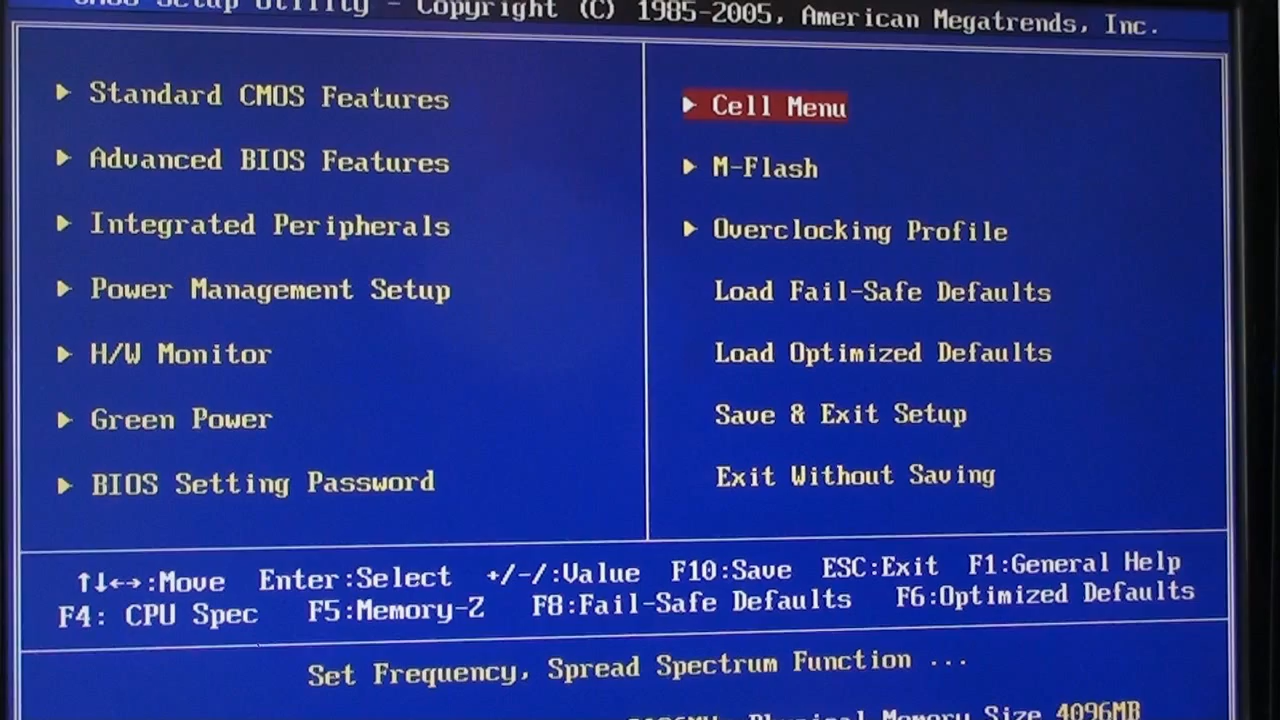 CMOS Setup Utility - Copyright (C) 1985-2005, American Megatrends, Inc.
Standard CMOS Features
Advanced BIOS Features
Integrated Peripherals
Power Management Setup
H/W Monitor
Green Power
BIOS Setting Password
Cell Menu
M-Flash
Overclocking Profile
Load Fail-Safe Defaults
Load Optimized Defaults
Save & Exit Setup
Exit Without Saving
↑↓←→:Move Enter:Select +/-/:Value F10:Save ESC:Exit F1:General Help
F4: CPU Spec F5:Memory-Z F8:Fail-Safe Defaults F6:Optimized Defaults
Set Frequency, Spread Spectrum Function ...
Physical Memory Size 4096MB